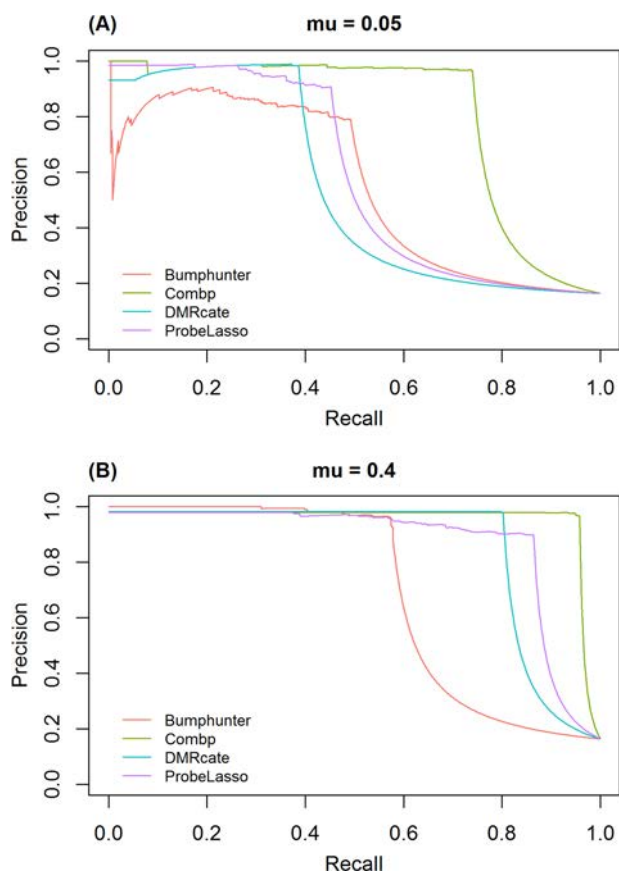 (A) mu = 0.05
Precision
0.0 0.2 0.4 0.6 0.8 1.0
Bumphunter
Combp
DMRcate
ProbeLasso
0.0 0.2 0.4 0.6 0.8 1.0
Recall
(B) mu = 0.4
Precision
0.0 0.2 0.4 0.6 0.8 1.0
Bumphunter
Combp
DMRcate
ProbeLasso
0.0 0.2 0.4 0.6 0.8 1.0
Recall